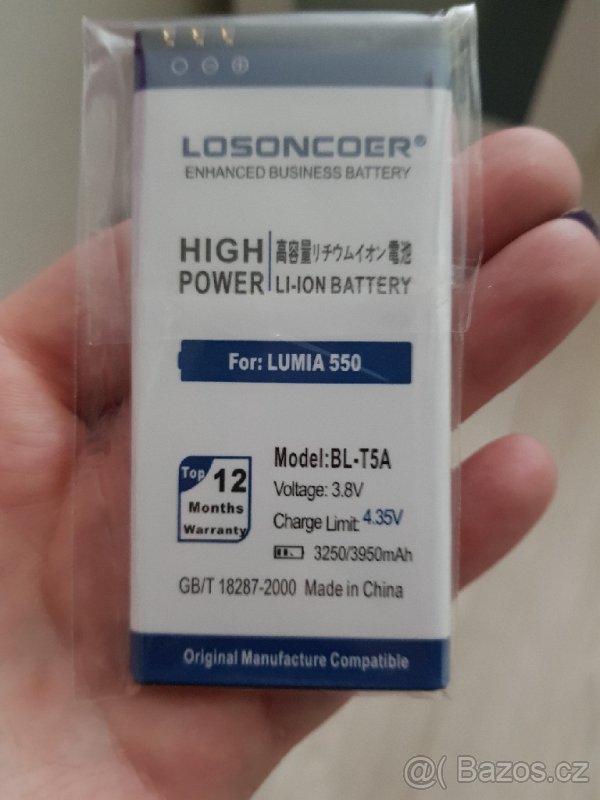 LOSONCOER®
ENHANCED BUSINESS BATTERY
HIGH POWER
高容量リチウムイオン電池
LI-ION BATTERY
For: LUMIA 550
Top 12 Months Warranty
Model:BL-T5A
Voltage: 3.8V
Charge Limit: 4.35V
3250/3950mAh
GB/T 18287-2000 Made in China
Original Manufacture Compatible
@( Bazos.cz